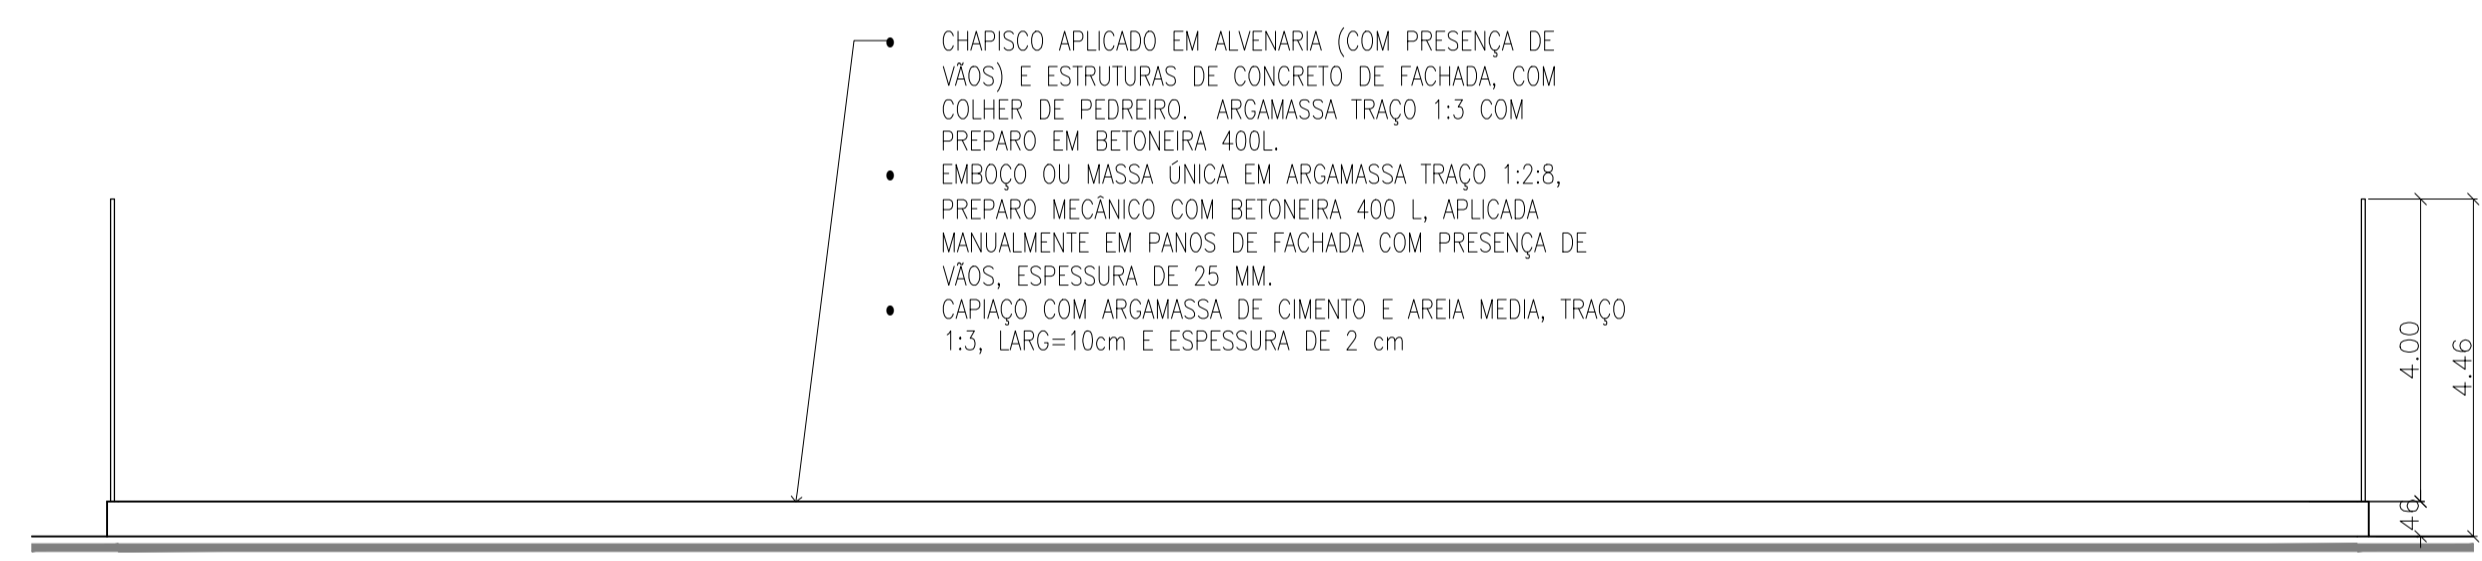 • CHAPISCO APLICADO EM ALVENARIA (COM PRESENÇA DE
VÃOS) E ESTRUTURAS DE CONCRETO DE FACHADA, COM
COLHER DE PEDREIRO. ARGAMASSA TRAÇO 1:3 COM
PREPARO EM BETONEIRA 400L.
• EMBOÇO OU MASSA ÚNICA EM ARGAMASSA TRAÇO 1:2:8,
PREPARO MECÂNICO COM BETONEIRA 400 L, APLICADA
MANUALMENTE EM PANOS DE FACHADA COM PRESENÇA DE
VÃOS, ESPESSURA DE 25 MM.
• CAPIAÇO COM ARGAMASSA DE CIMENTO E AREIA MEDIA, TRAÇO
1:3, LARG=10cm E ESPESSURA DE 2 cm
4.00
4.46
.46